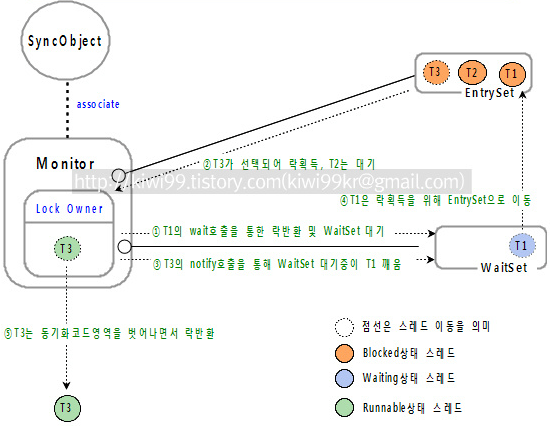 SyncObject
T3 T2 T1
EntrySet
associate
Monitor
②T3가 선택되어 락획득, T2는 대기
http://kiwi99.tistory.com(kiwi99kr@gmail.com)
④T1은 락획득을 위해 EntrySet으로 이동
Lock Owner
①T1의 wait호출을 통한 락반환 및 WaitSet 대기
T3
T1
WaitSet
③T3의 notify호출을 통해 WaitSet 대기중이 T1 깨움
⑤T3는 동기화코드영역을 벗어나면서 락반환
점선은 스레드 이동을 의미
Blocked상태 스레드
Waiting상태 스레드
T3
Runnable상태 스레드